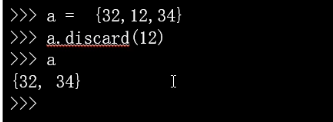 >>> a =  {32,12,34}
>>> a.discard(12)
>>> a
{32, 34}
>>>